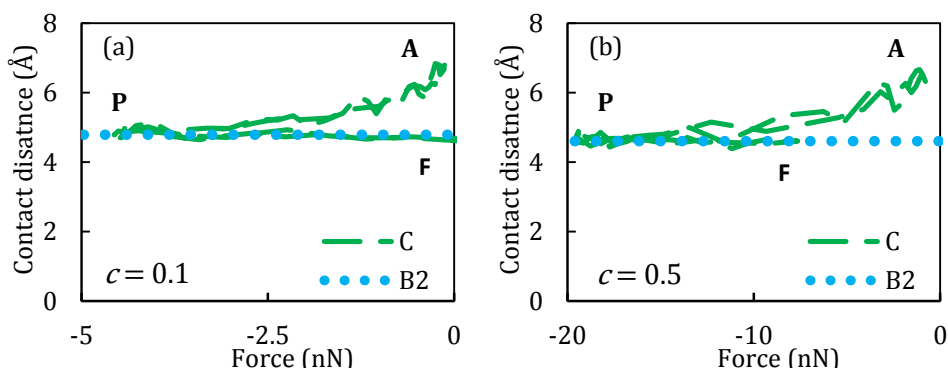 (a)
A
P
F
C
B2
c = 0.1
8
6
4
2
0
-5
-2.5
0
Contact disatnce (Å)
Force (nN)
(b)
A
P
F
C
B2
c = 0.5
8
6
4
2
0
-20
-10
0
Contact disatnce (Å)
Force (nN)